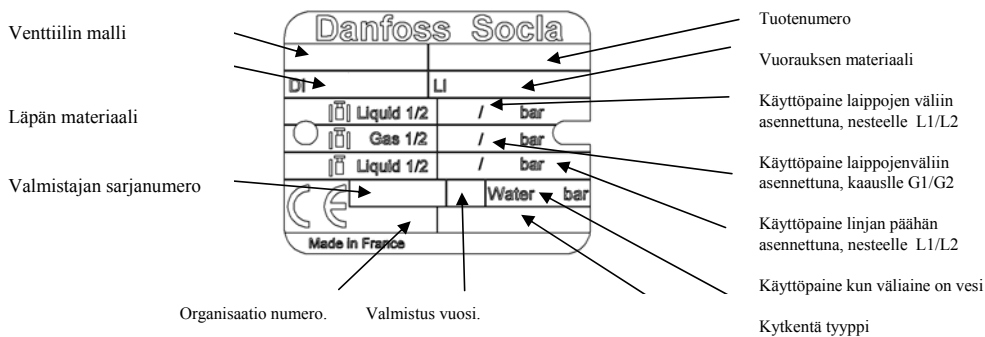 Venttiilin malli
Läpän materiaali
Valmistajan sarjanumero
Danfoss Socla
DI LI
Liquid 1/2 / bar
Gas 1/2 / bar
Liquid 1/2 / bar
CE Water bar
Made in France
Organisaatio numero. Valmistus vuosi.
Tuotenumero
Vuorauksen materiaali
Käyttöpaine laippojen väliin
asennettuna, nesteelle L1/L2
Käyttöpaine laippojenväliin
asennettuna, kaauslle G1/G2
Käyttöpaine linjan päähän
asennettuna, nesteelle L1/L2
Käyttöpaine kun väliaine on vesi
Kytkentä tyyppi